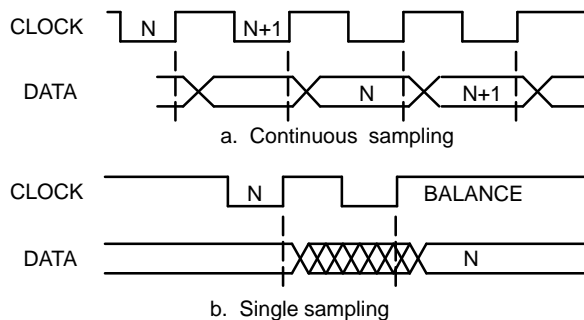 CLOCK N N+1
DATA N N+1
a. Continuous sampling
CLOCK N BALANCE
DATA N
b. Single sampling